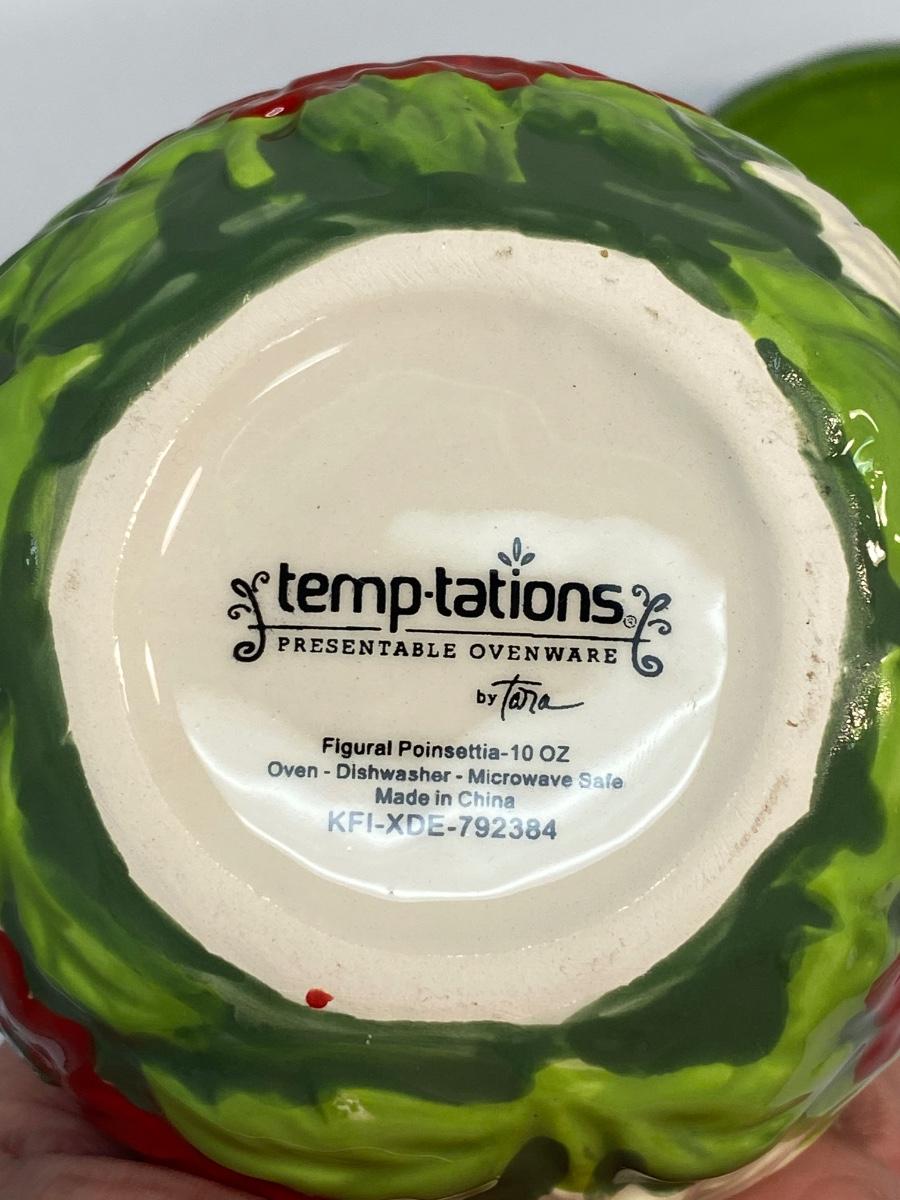 temp·tations®
PRESENTABLE OVENWARE
by Tara
Figural Poinsettia-10 OZ
Oven - Dishwasher - Microwave Safe
Made in China
KFI-XDE-792384